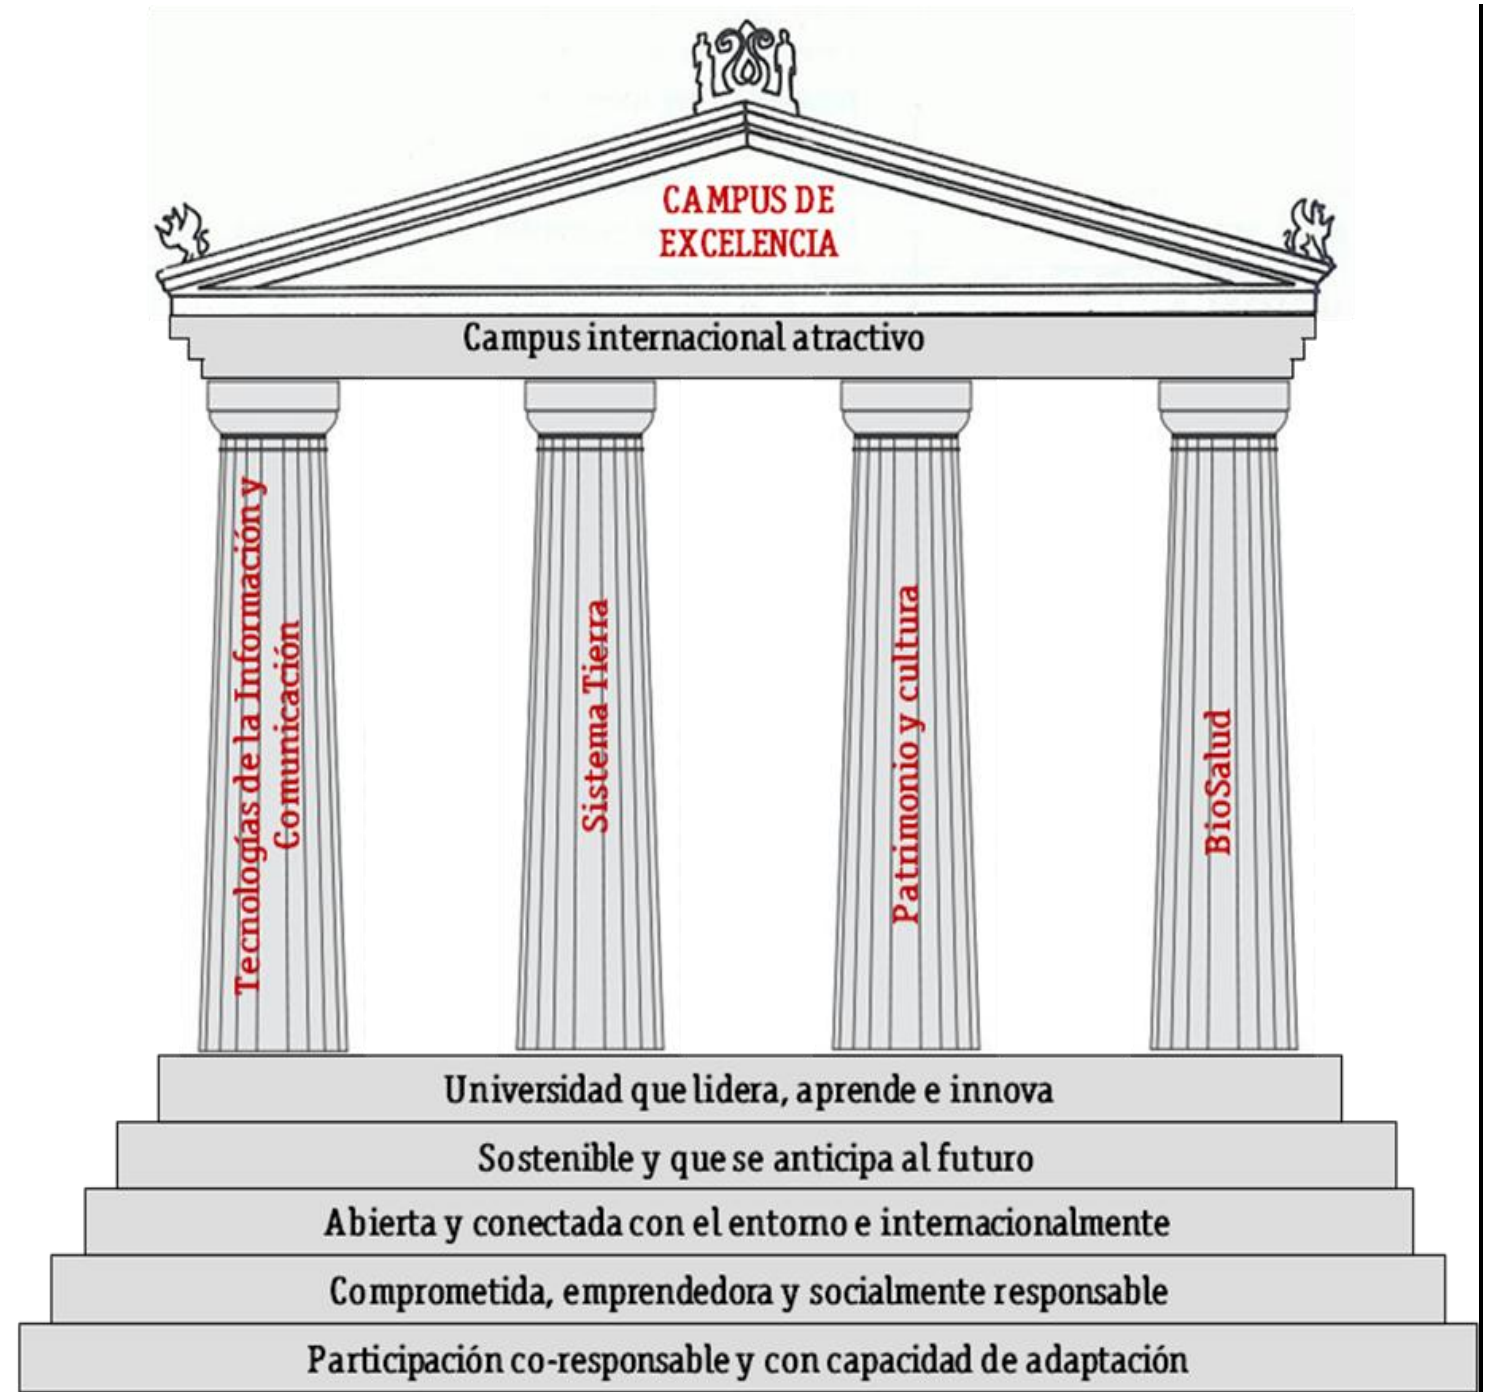 CAMPUS DE
EXCELENCIA
Campus internacional atractivo
Tecnologías de la Información y
Comunicación
Sistema Tierra
Patrimonio y cultura
BioSalud
Universidad que lidera, aprende e innova
Sostenible y que se anticipa al futuro
Abierta y conectada con el entorno e internacionalmente
Comprometida, emprendedora y socialmente responsable
Participación co-responsable y con capacidad de adaptación